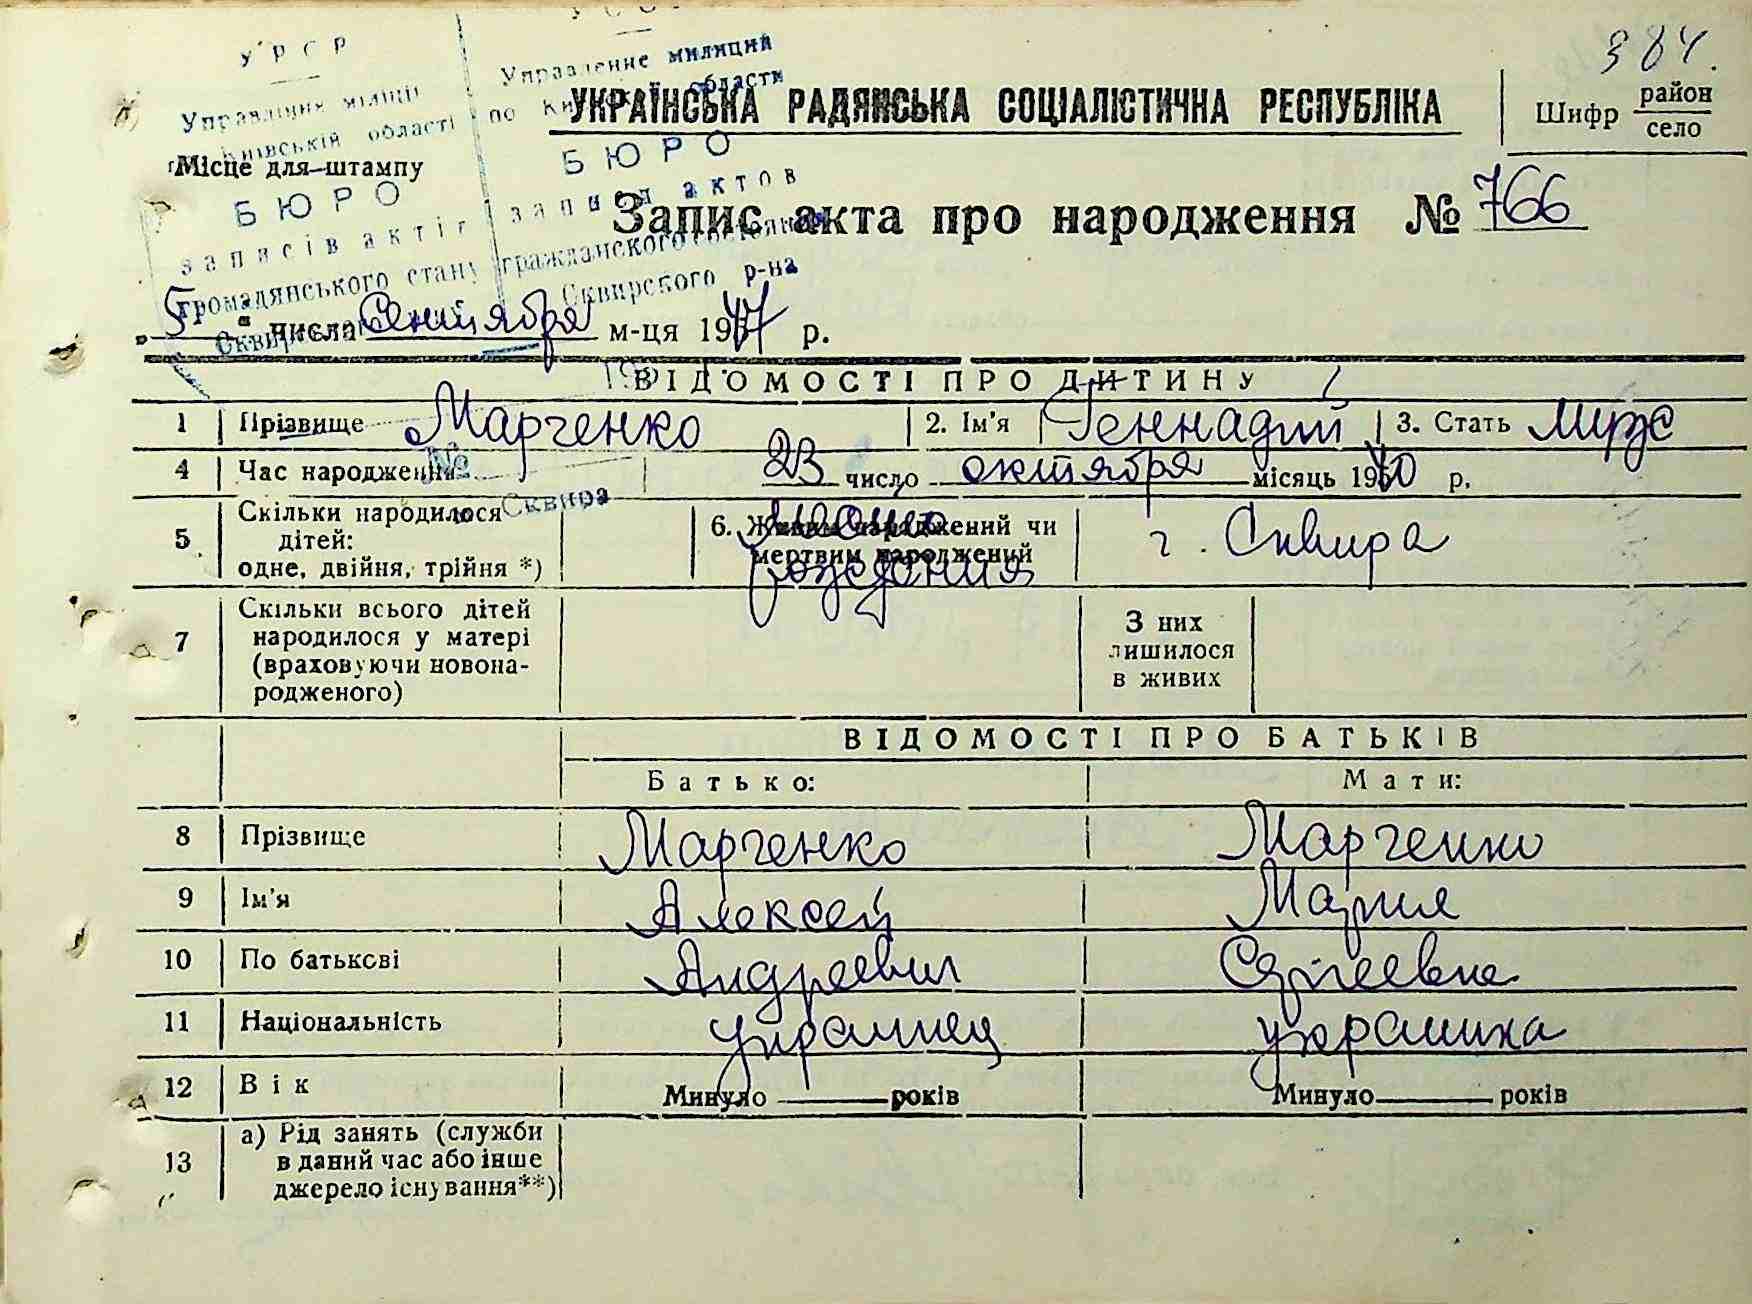 384.
УРСР
Управління міліції
Київській області
БЮРО
записів актів
громадянського стану
Управление милиции
по области
БЮРО
записи актов
гражданского состояния
Сквирского р-на
Місце для штампу
УКРАЇНСЬКА РАДЯНСЬКА СОЦІАЛІСТИЧНА РЕСПУБЛІКА
Шифр район
село
Запис акта про народження № 766
„5“ числа Сентября м-ця 1947 р.
ВІДОМОСТІ ПРО ДИТИНУ
1 Прізвище Марченко 2. Ім'я Геннадий 3. Стать Муж
4 Час народження 23 число октября місяць 1940 р.
№
Сквира
5 Скільки народилося дітей:
одне, двійня, трійня *)
6. Живим народжений чи
мертвим народжений
Место
рождения
г. Сквира
7 Скільки всього дітей
народилося у матері
(враховуючи новона-
родженого)
З них
лишилося
в живих
ВІДОМОСТІ ПРО БАТЬКІВ
Батько: Мати:
8 Прізвище Марченко Марченко
9 Ім'я Алексей Мария
10 По батькові Андреевич Сергеевна
11 Національність украинец украинка
12 Вік Минуло років Минуло років
13 а) Рід занять (служби
в даний час або інше
джерело існування**)